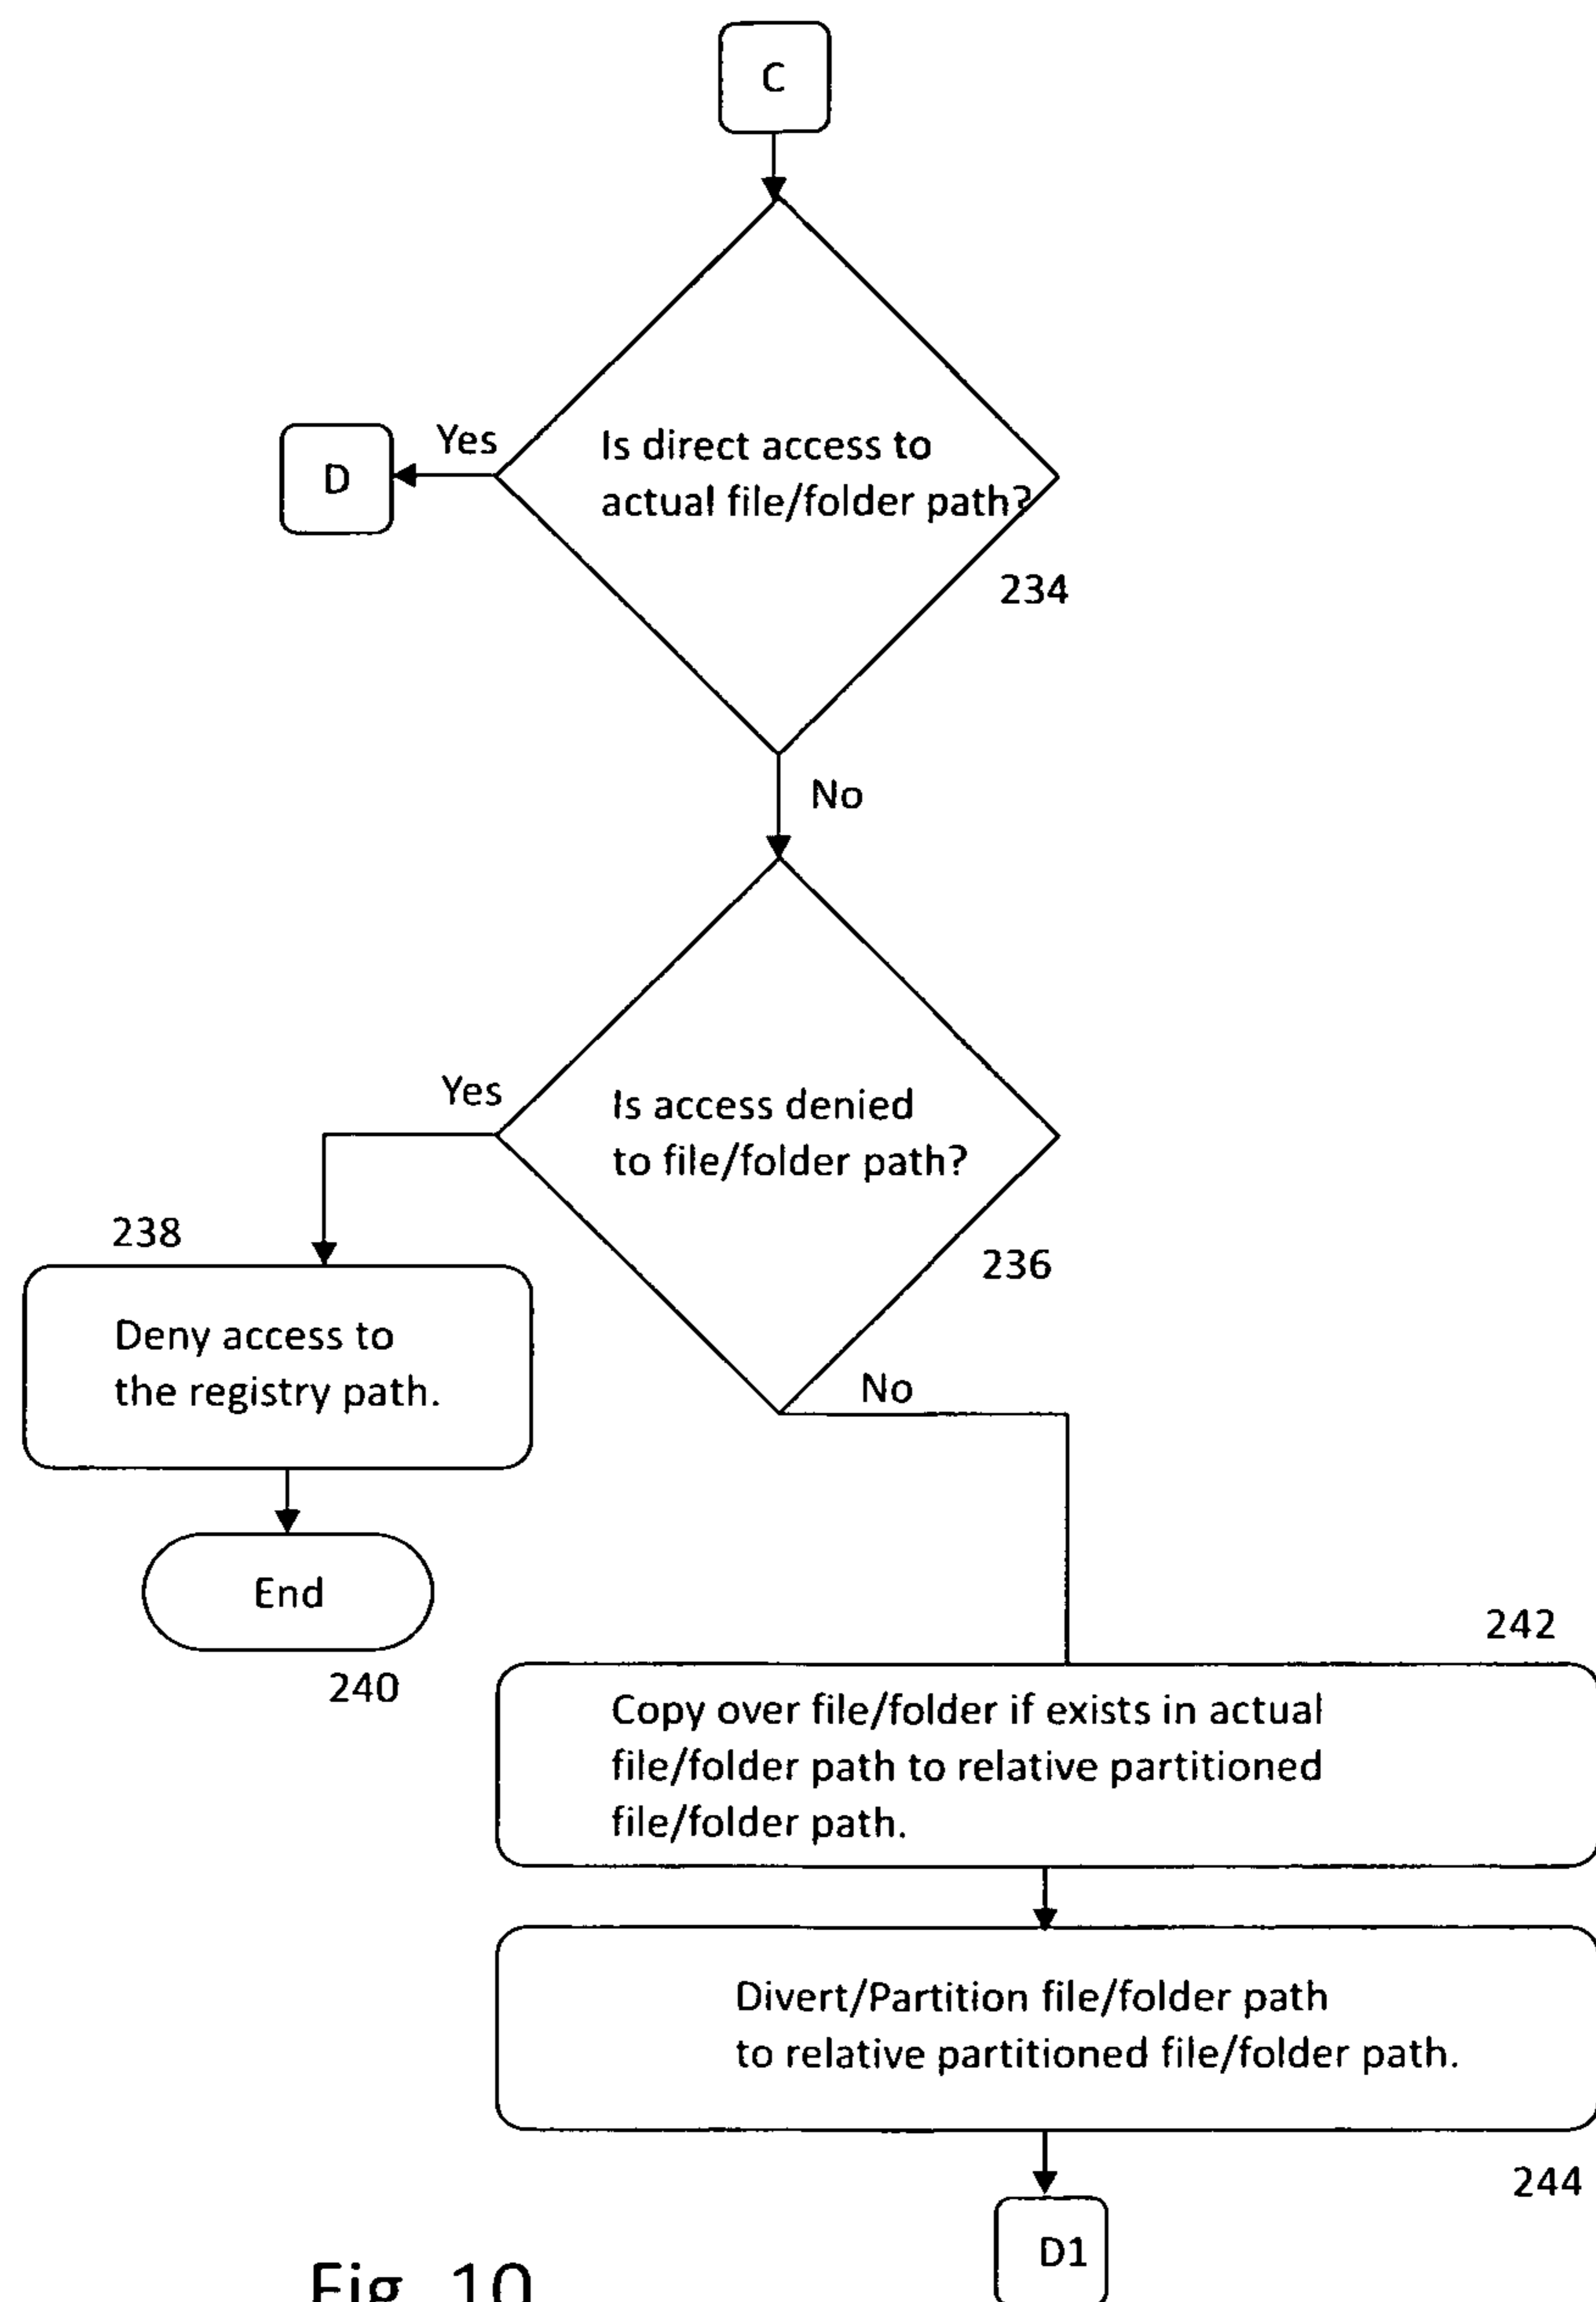 C
Yes
D
Is direct access to
actual file/folder path?
234
No
Yes
Is access denied
to file/folder path?
238
236
Deny access to
the registry path.
No
End
240
242
Copy over file/folder if exists in actual
file/folder path to relative partitioned
file/folder path.
Divert/Partition file/folder path
to relative partitioned file/folder path.
244
D1
Fig. 10